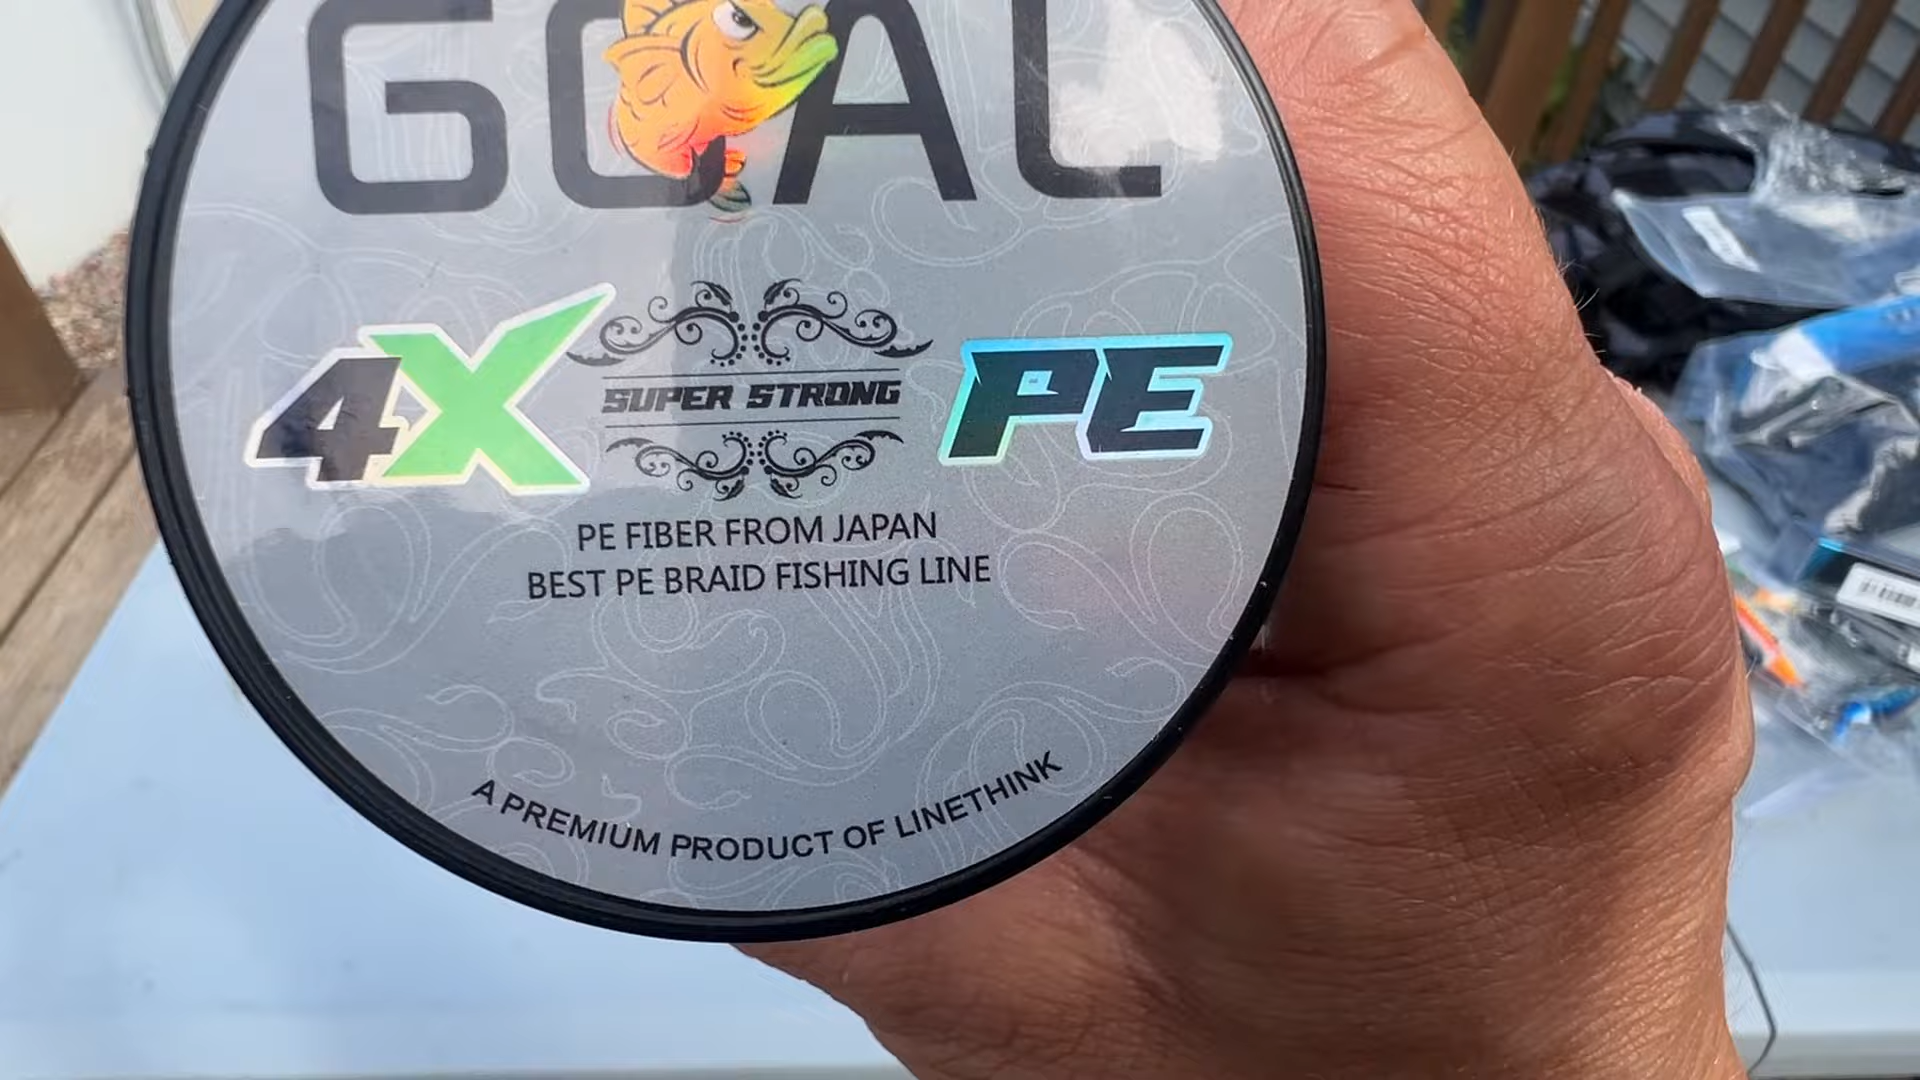 GOAL
4X SUPER STRONG PE
PE FIBER FROM JAPAN
BEST PE BRAID FISHING LINE
A PREMIUM PRODUCT OF LINETHINK